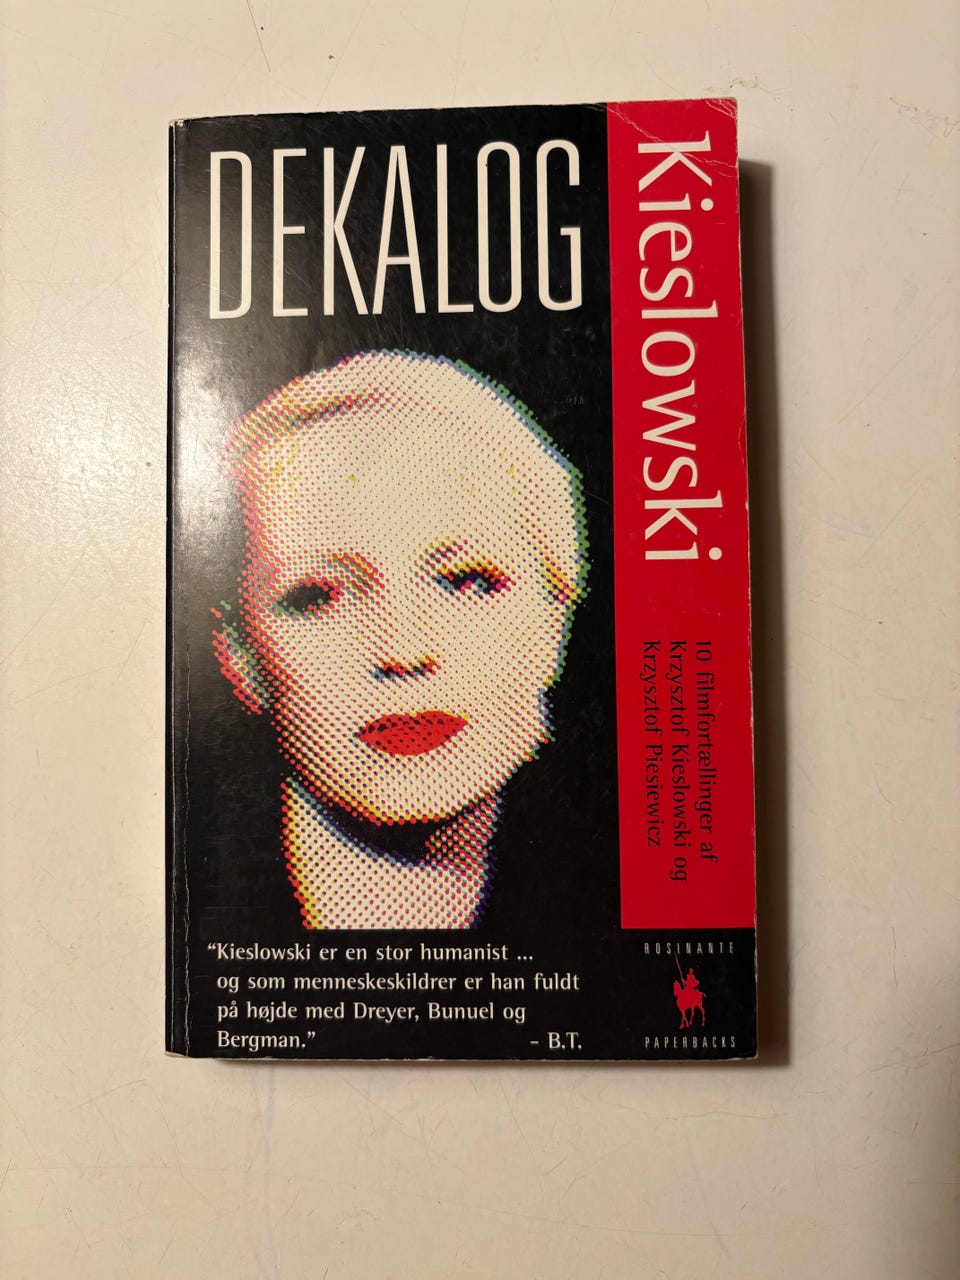 DEKALOG
Kieslowski
10 filmfortællinger af
Krzysztof Kieslowski og
Krzysztof Piesiewicz
“Kieslowski er en stor humanist ...
og som menneskeskildrer er han fuldt
på højde med Dreyer, Bunuel og
Bergman.” - B.T.
ROSINANTE
PAPERBACKS